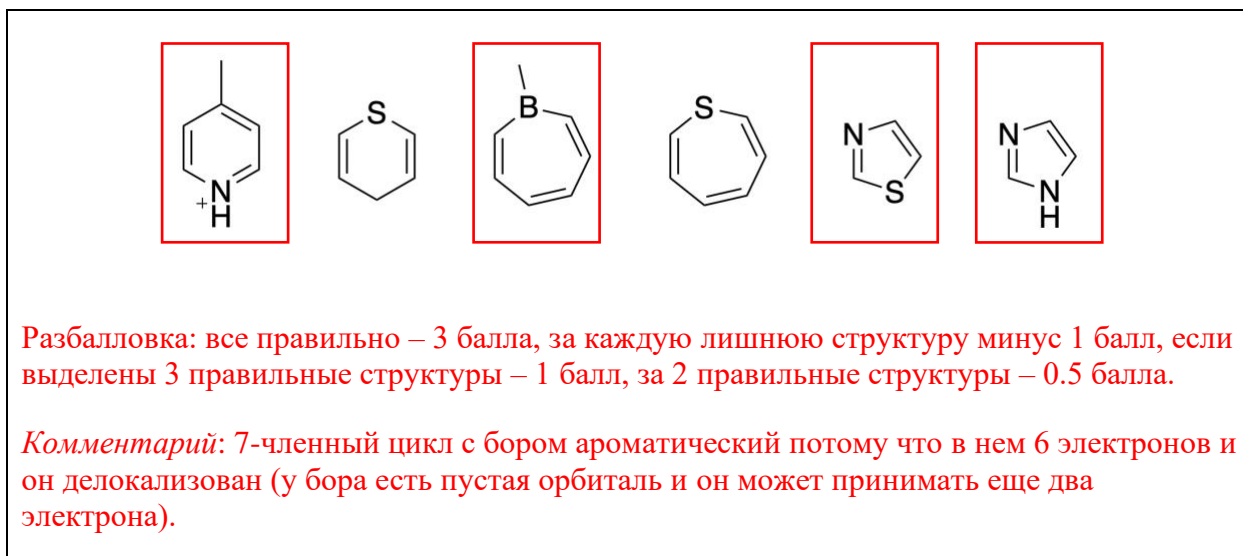 S B S N N
N
+
H S N
H
Разбалловка: все правильно – 3 балла, за каждую лишнюю структуру минус 1 балл, если
выделены 3 правильные структуры – 1 балл, за 2 правильные структуры – 0.5 балла.
Комментарий: 7-членный цикл с бором ароматический потому что в нем 6 электронов и
он делокализован (у бора есть пустая орбиталь и он может принимать еще два
электрона).